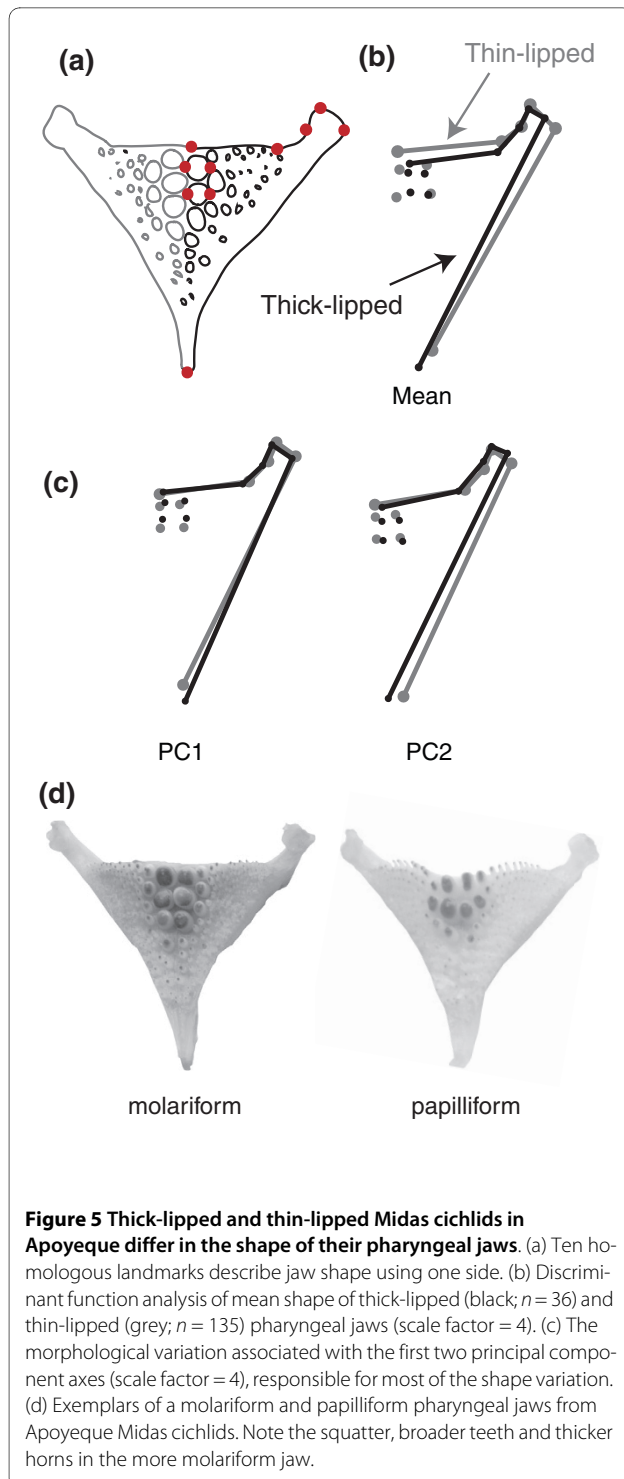 (a)
(b)
Thin-lipped
Thick-lipped
Mean
(c)
PC1
PC2
(d)
molariform
papilliform
Figure 5 Thick-lipped and thin-lipped Midas cichlids in
Apoyeque differ in the shape of their pharyngeal jaws. (a) Ten ho-
mologous landmarks describe jaw shape using one side. (b) Discrimi-
nant function analysis of mean shape of thick-lipped (black; n = 36) and
thin-lipped (grey; n = 135) pharyngeal jaws (scale factor = 4). (c) The
morphological variation associated with the first two principal compo-
nent axes (scale factor = 4), responsible for most of the shape variation.
(d) Exemplars of a molariform and papilliform pharyngeal jaws from
Apoyeque Midas cichlids. Note the squatter, broader teeth and thicker
horns in the more molariform jaw.